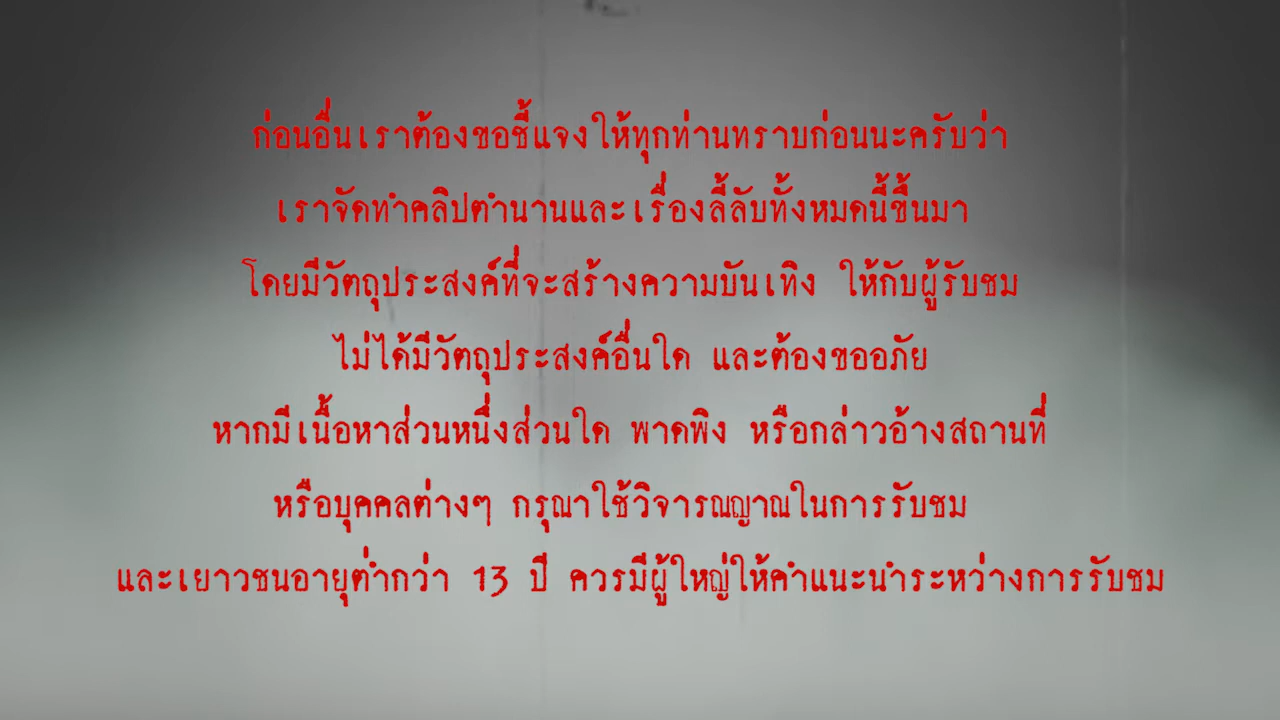 ก่อนอื่นเราต้องขอชี้แจงให้ทุกท่านทราบก่อนนะครับว่า
เราจัดทำคลิปตำนานและเรื่องลี้ลับทั้งหมดนี้ขึ้นมา
โดยมีวัตถุประสงค์ที่จะสร้างความบันเทิง ให้กับผู้รับชม
ไม่ได้มีวัตถุประสงค์อื่นใด และต้องขออภัย
หากมีเนื้อหาส่วนหนึ่งส่วนใด พาดพิง หรือกล่าวอ้างสถานที่
หรือบุคคลต่างๆ กรุณาใช้วิจารณญาณในการรับชม
และเยาวชนอายุต่ำกว่า 13 ปี ควรมีผู้ใหญ่ให้คำแนะนำระหว่างการรับชม